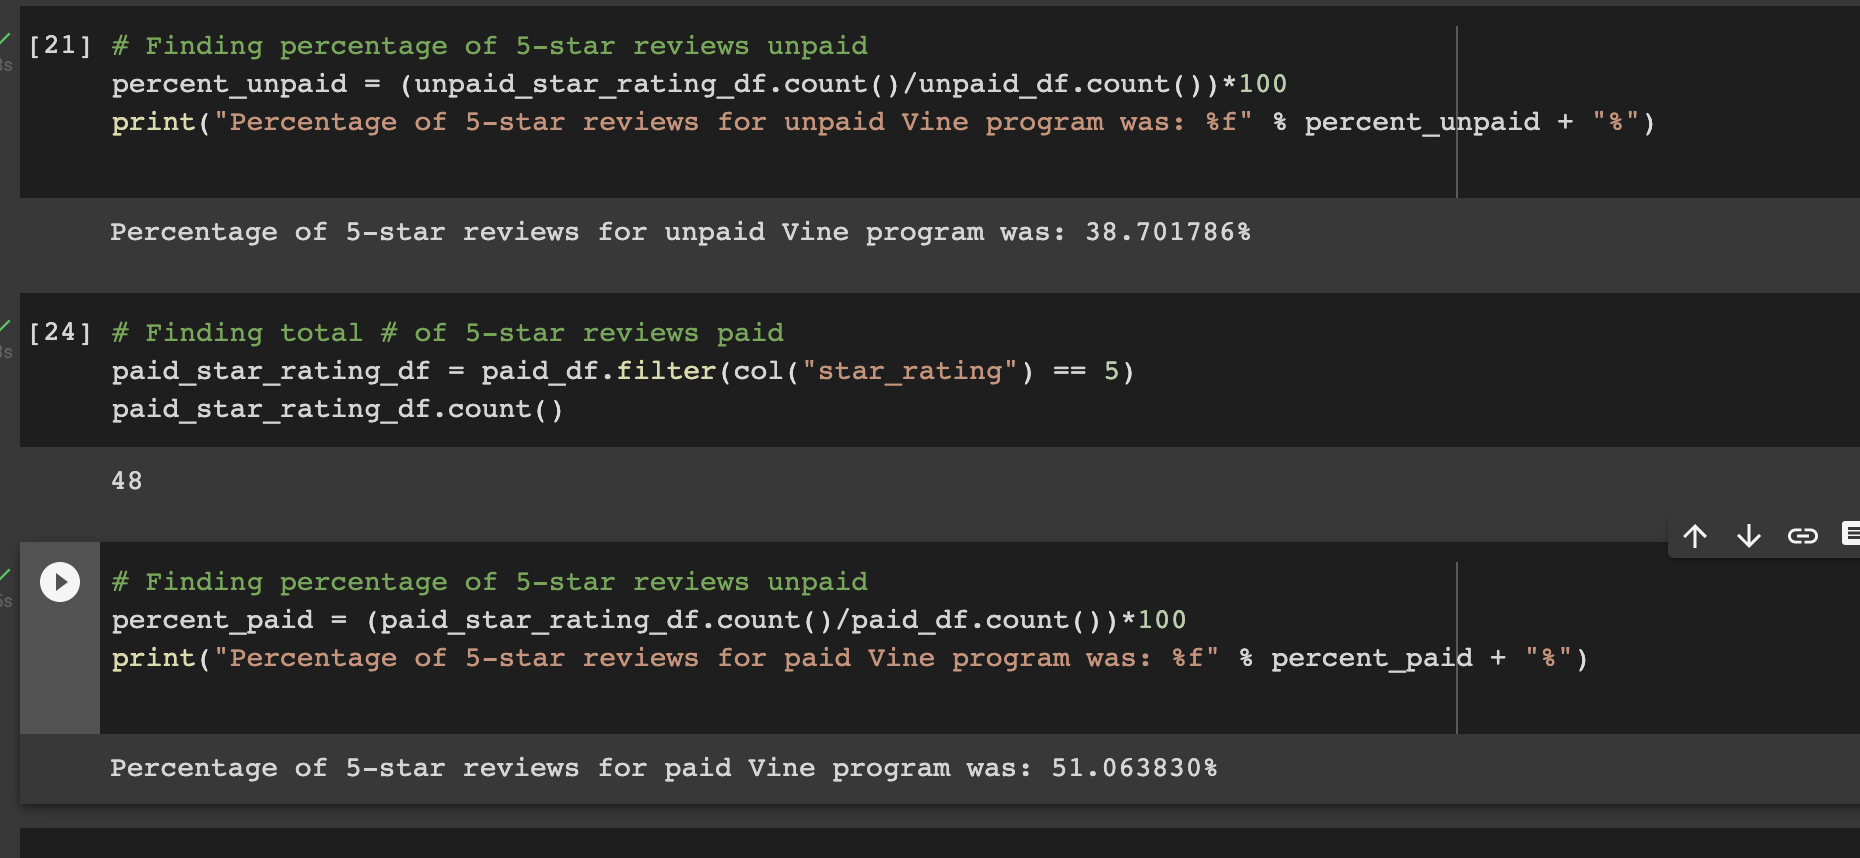 [21] # Finding percentage of 5-star reviews unpaid
percent_unpaid = (unpaid_star_rating_df.count()/unpaid_df.count())*100
print("Percentage of 5-star reviews for unpaid Vine program was: %f" % percent_unpaid + "%")
Percentage of 5-star reviews for unpaid Vine program was: 38.701786%
[24] # Finding total # of 5-star reviews paid
paid_star_rating_df = paid_df.filter(col("star_rating") == 5)
paid_star_rating_df.count()
48
# Finding percentage of 5-star reviews unpaid
percent_paid = (paid_star_rating_df.count()/paid_df.count())*100
print("Percentage of 5-star reviews for paid Vine program was: %f" % percent_paid + "%")
Percentage of 5-star reviews for paid Vine program was: 51.063830%